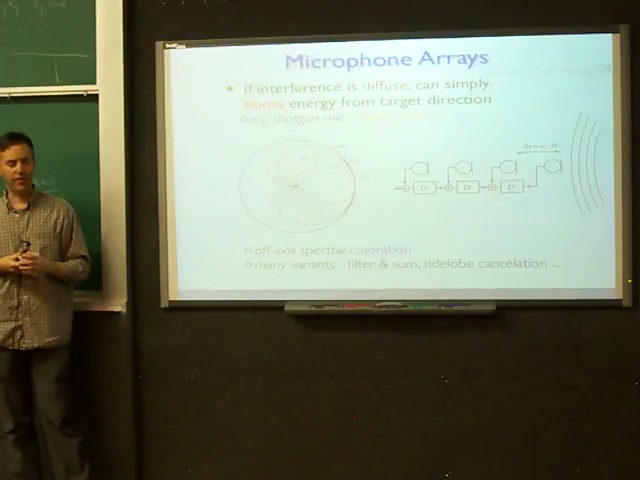 Microphone Arrays
If interference is diffuse, can simply
boost energy from target direction
e.g. shotgun mic
D
D
D
off-axis spectral coloration
many variants - filter & sum, sidelobe cancelation ...